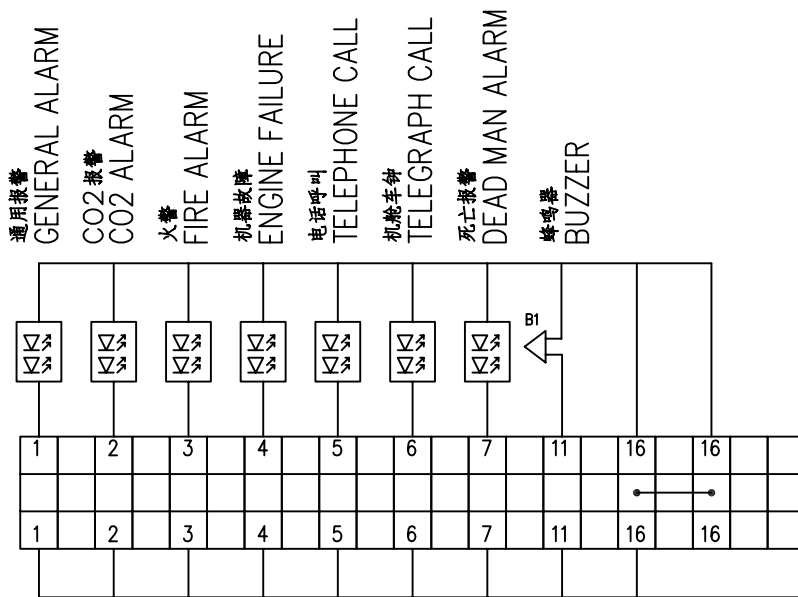 通用报警
GENERAL ALARM
CO2报警
CO2 ALARM
火警
FIRE ALARM
机器故障
ENGINE FAILURE
电话呼叫
TELEPHONE CALL
机舱车钟
TELEGRAPH CALL
死亡报警
DEAD MAN ALARM
蜂鸣器
BUZZER
B1
1 2 3 4 5 6 7 11 16 16
1 2 3 4 5 6 7 11 16 16